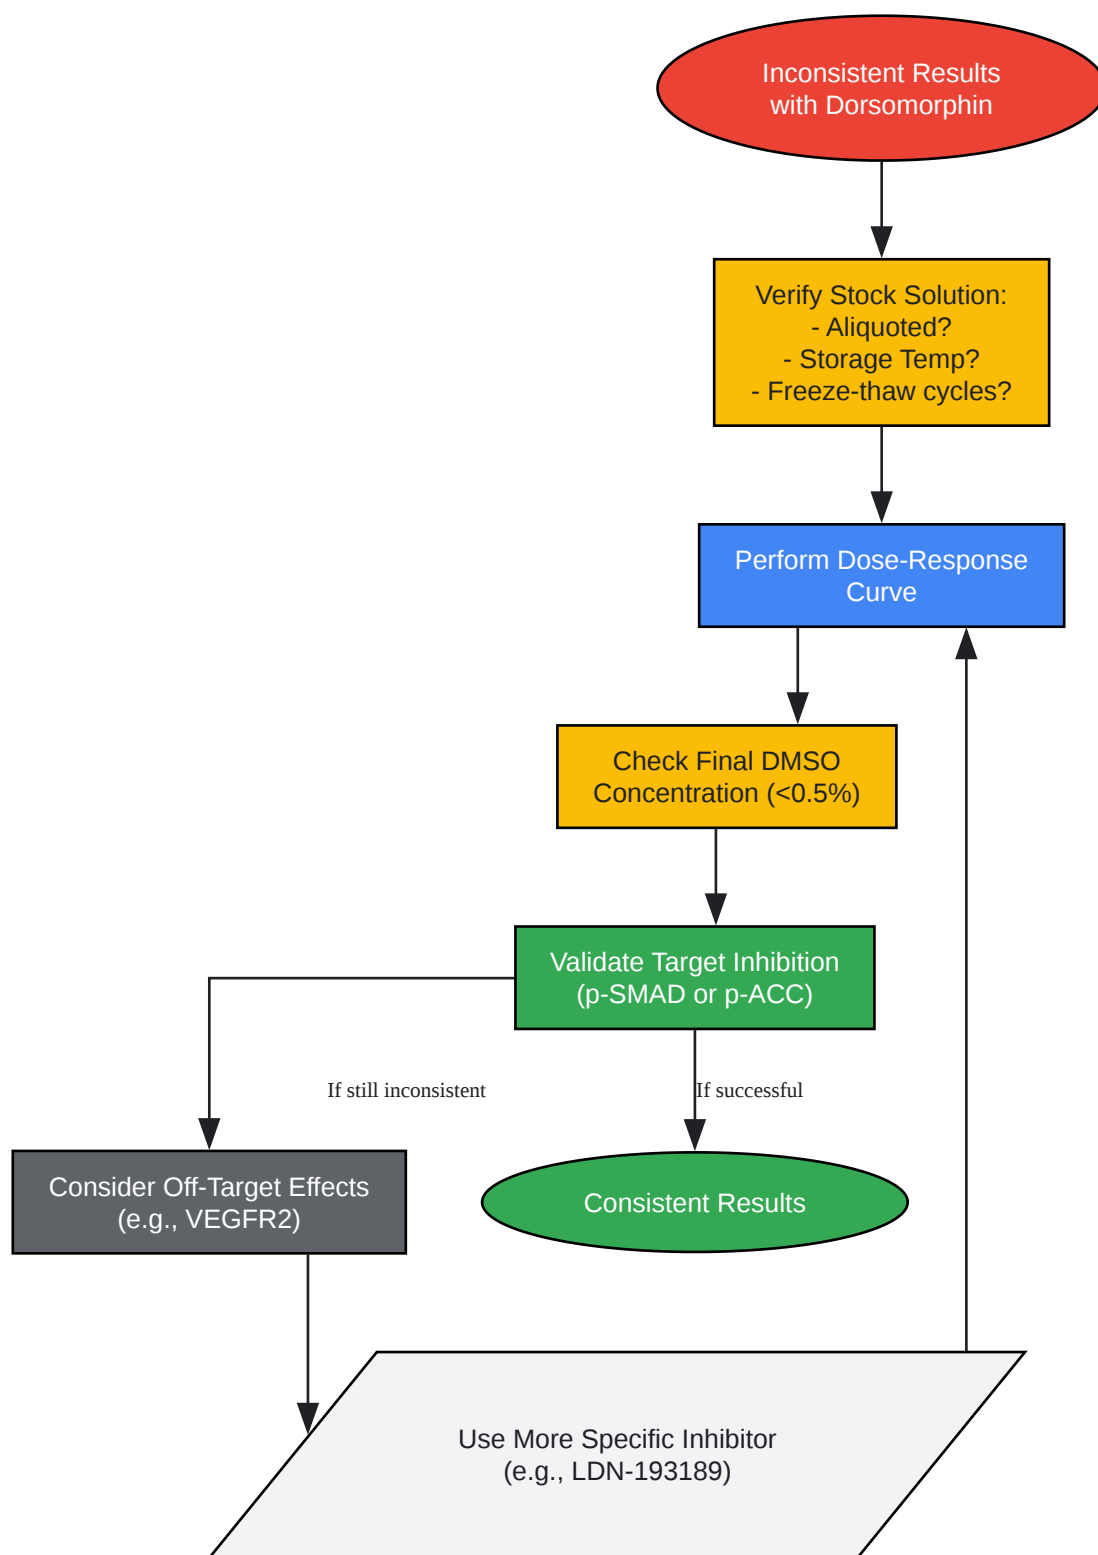 Inconsistent Results
with Dorsomorphin
Verify Stock Solution:
- Aliquoted?
- Storage Temp?
- Freeze-thaw cycles?
Perform Dose-Response
Curve
Check Final DMSO
Concentration (<0.5%)
Validate Target Inhibition
(p-SMAD or p-ACC)
If still inconsistent
If successful
Consider Off-Target Effects
(e.g., VEGFR2)
Consistent Results
Use More Specific Inhibitor
(e.g., LDN-193189)